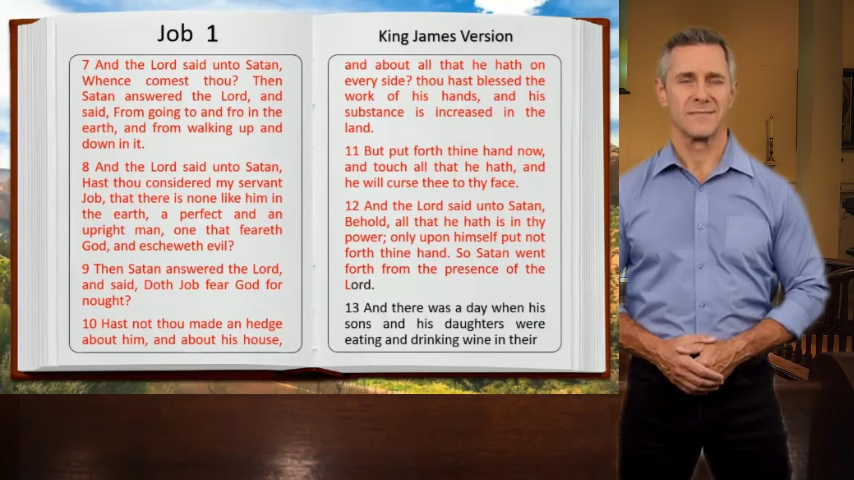 Job 1
7 And the Lord said unto Satan,
Whence comest thou? Then
Satan answered the Lord, and
said, From going to and fro in the
earth, and from walking up and
down in it.
8 And the Lord said unto Satan,
Hast thou considered my servant
Job, that there is none like him in
the earth, a perfect and an
upright man, one that feareth
God, and escheweth evil?
9 Then Satan answered the Lord,
and said, Doth Job fear God for
nought?
10 Hast not thou made an hedge
about him, and about his house,
King James Version
and about all that he hath on
every side? thou hast blessed the
work of his hands, and his
substance is increased in the
land.
11 But put forth thine hand now,
and touch all that he hath, and
he will curse thee to thy face.
12 And the Lord said unto Satan,
Behold, all that he hath is in thy
power; only upon himself put not
forth thine hand. So Satan went
forth from the presence of the
Lord.
13 And there was a day when his
sons and his daughters were
eating and drinking wine in their